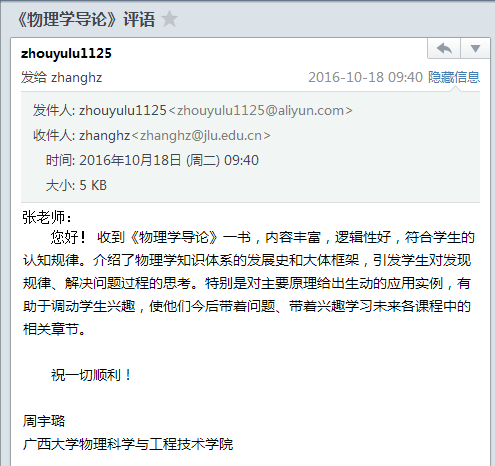 《物理学导论》评语
zhouyulu1125
发给 zhanghz 2016-10-18 09:40 隐藏信息
发件人: zhouyulu1125<zhouyulu1125@aliyun.com>
收件人: zhanghz<zhanghz@jlu.edu.cn>
时间: 2016年10月18日 (周二) 09:40
大小: 5 KB
张老师：
您好！ 收到《物理学导论》一书，内容丰富，逻辑性好，符合学生的
认知规律。介绍了物理学知识体系的发展史和大体框架，引发学生对发现
规律、解决问题过程的思考。特别是对主要原理给出生动的应用实例，有
助于调动学生兴趣，使他们今后带着问题、带着兴趣学习未来各课程中的
相关章节。
祝一切顺利！
周宇璐
广西大学物理科学与工程技术学院